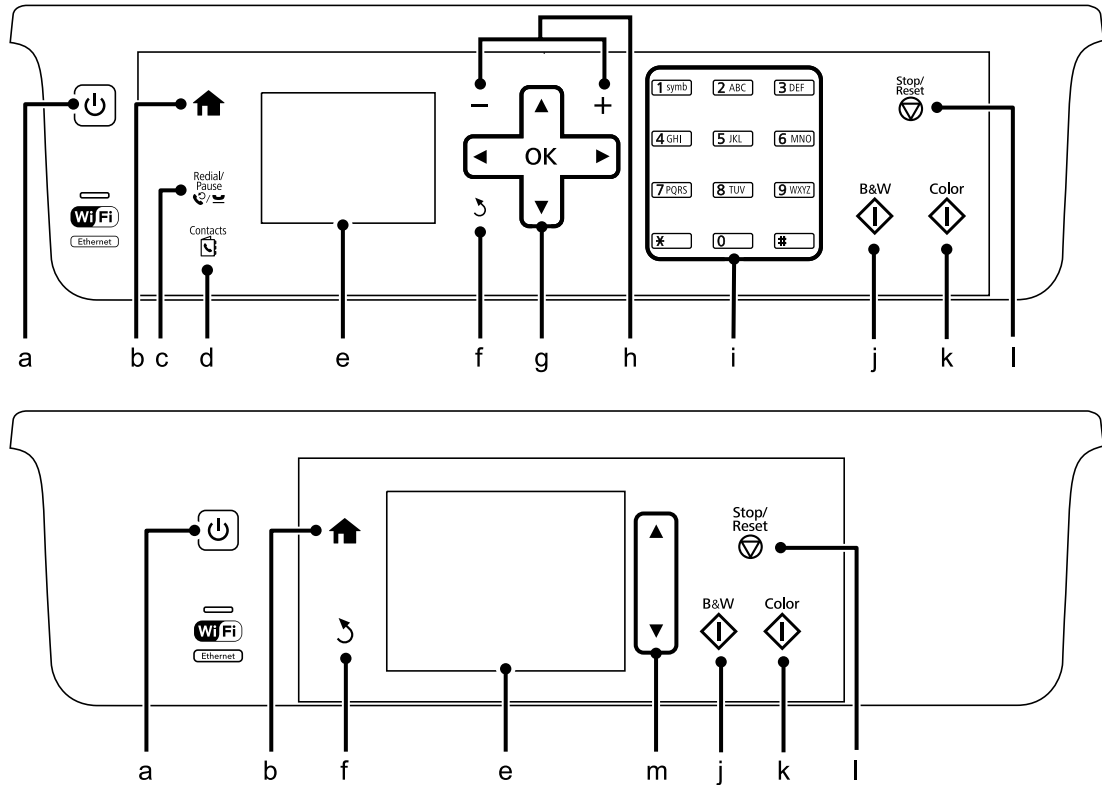 Stop/
Reset
1 symb 2 ABC 3 DEF
4 GHI 5 JKL 6 MNO
OK
Redial/
Pause
B&W Color
7 PQRS 8 TUV 9 WXYZ
WiFi
Contacts
Ethernet
* 0 #
a b c d e f g h i j k l
Stop/
Reset
B&W Color
WiFi
Ethernet
a b f e m j k l